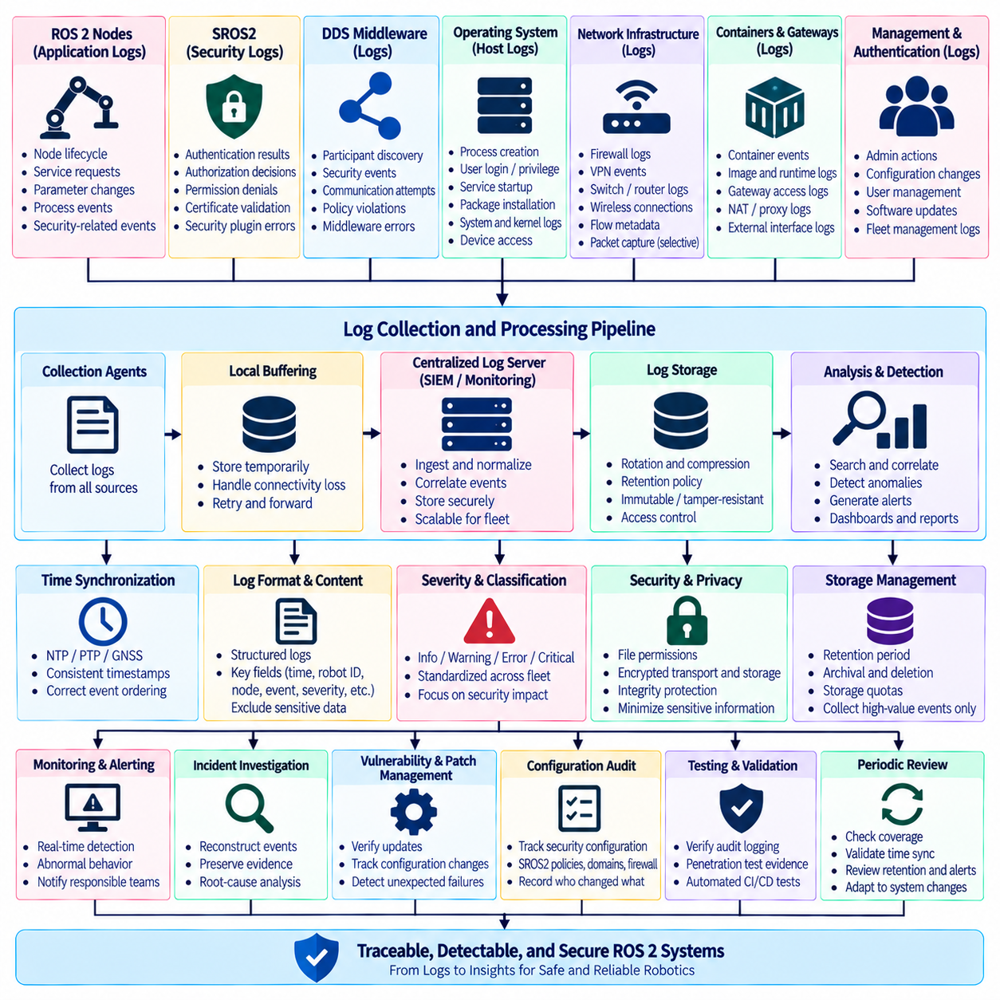 ROS 2 Nodes
(Application Logs)
• Node lifecycle
• Service requests
• Parameter changes
• Process events
• Security-related events
SROS2
(Security Logs)
• Authentication results
• Authorization decisions
• Permission denials
• Certificate validation
• Security plugin errors
DDS Middleware
(Logs)
• Participant discovery
• Security events
• Communication attempts
• Policy violations
• Middleware errors
Operating System
(Host Logs)
• Process creation
• User login / privilege
• Service startup
• Package installation
• System and kernel logs
• Device access
Network Infrastructure
(Logs)
• Firewall logs
• VPN events
• Switch / router logs
• Wireless connections
• Flow metadata
• Packet capture (selective)
Containers & Gateways
(Logs)
• Container events
• Image and runtime logs
• Gateway access logs
• NAT / proxy logs
• External interface logs
Management &
Authentication (Logs)
• Admin actions
• Configuration changes
• User management
• Software updates
• Fleet management logs
Log Collection and Processing Pipeline
Collection Agents
Collect logs
from all sources
Local Buffering
• Store temporarily
• Handle connectivity loss
• Retry and forward
Centralized Log Server
(SIEM / Monitoring)
• Ingest and normalize
• Correlate events
• Store securely
• Scalable for fleet
Log Storage
• Rotation and compression
• Retention policy
• Immutable / tamper-resistant
• Access control
Analysis & Detection
• Search and correlate
• Detect anomalies
• Generate alerts
• Dashboards and reports
Time Synchronization
• NTP / PTP / GNSS
• Consistent timestamps
• Correct event ordering
Log Format & Content
• Structured logs
• Key fields (time, robot ID,
node, event, severity, etc.)
Exclude sensitive data
Severity & Classification
• Info / Warning / Error / Critical
• Standardized across fleet
• Focus on security impact
Security & Privacy
• File permissions
• Encrypted transport and storage
• Integrity protection
• Minimize sensitive information
Storage Management
• Retention period
• Archival and deletion
• Storage quotas
• Collect high-value events only
Monitoring & Alerting
• Real-time detection
• Abnormal behavior
• Notify responsible teams
Incident Investigation
• Reconstruct events
• Preserve evidence
• Root-cause analysis
Vulnerability & Patch
Management
• Verify updates
• Track configuration changes
• Detect unexpected failures
Configuration Audit
• Track security configuration
• SROS2 policies, domains, firewall
• Record who changed what
Testing & Validation
• Verify audit logging
• Penetration test evidence
• Automated CI/CD tests
Periodic Review
• Check coverage
• Validate time sync
• Review retention and alerts
• Adapt to system changes
Traceable, Detectable, and Secure ROS 2 Systems
From Logs to Insights for Safe and Reliable Robotics